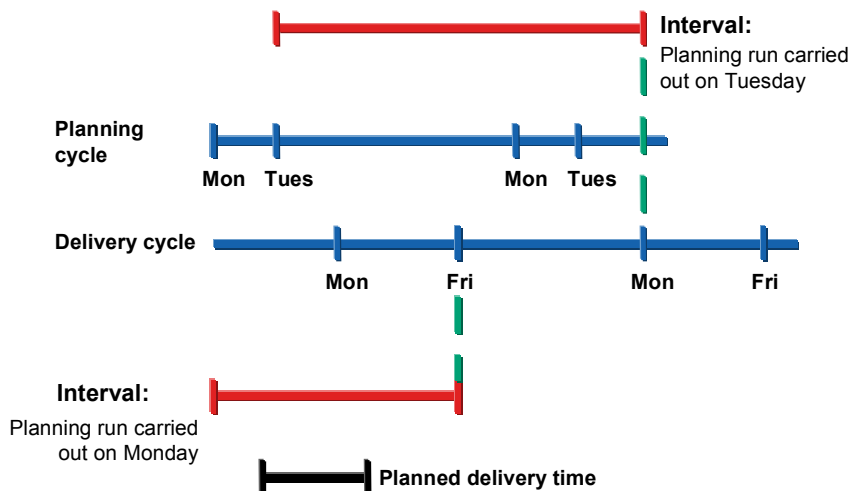 Interval:
Planning run carried
out on Tuesday
Planning
cycle
Mon Tues Mon Tues
Delivery cycle
Mon Fri Mon Fri
Interval:
Planning run carried
out on Monday
Planned delivery time